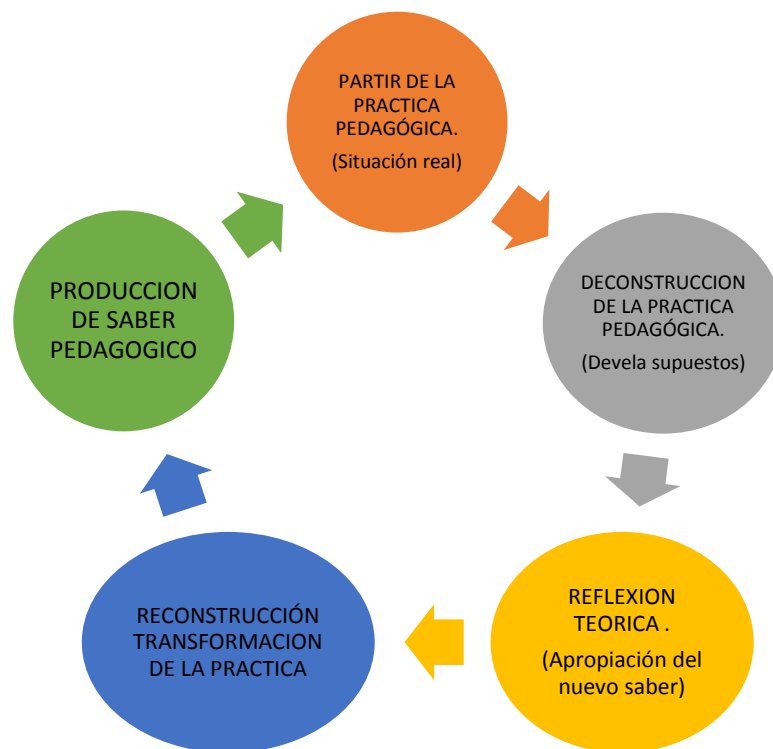 PARTIR DE LA
PRACTICA
PEDAGÓGICA.
(Situación real)
DECONSTRUCCION
DE LA PRACTICA
PEDAGÓGICA.
(Devela supuestos)
REFLEXION
TEORICA .
(Apropiación del
nuevo saber)
RECONSTRUCCIÓN
TRANSFORMACION
DE LA PRACTICA
PRODUCCION
DE SABER
PEDAGOGICO